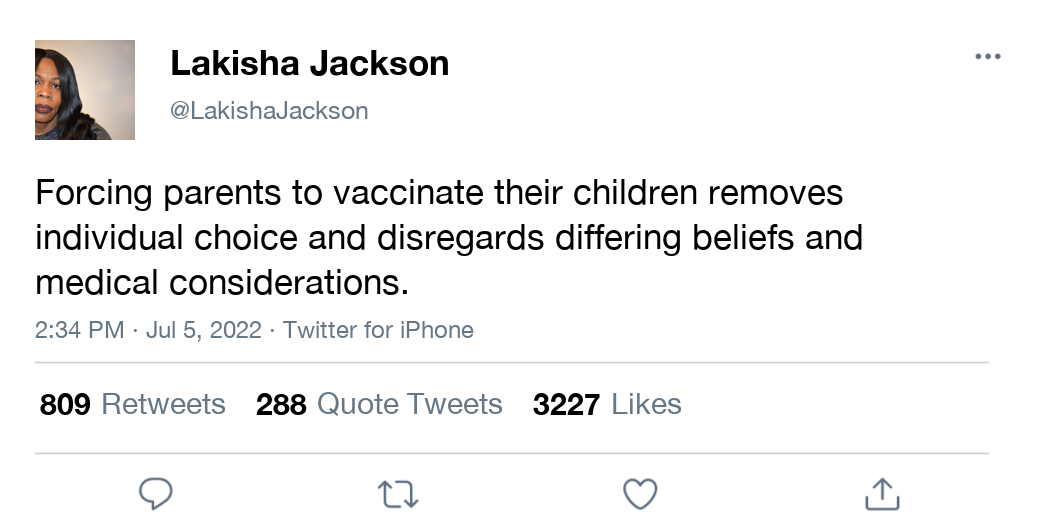 Lakisha Jackson
@LakishaJackson
Forcing parents to vaccinate their children removes
individual choice and disregards differing beliefs and
medical considerations.
2:34 PM · Jul 5, 2022 · Twitter for iPhone
809 Retweets 288 Quote Tweets 3227 Likes